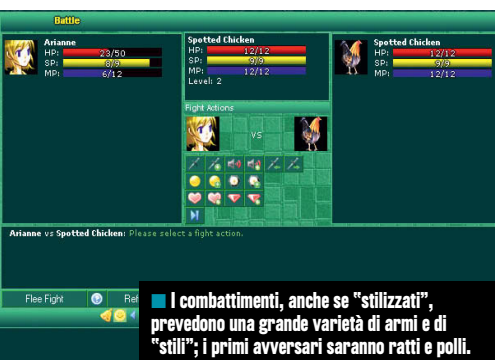 Battle
Arianne
HP: 23/50
SP: 8/9
MP: 6/12
Spotted Chicken
HP: 12/12
SP: 9/9
MP: 12/12
Level: 2
Spotted Chicken
HP: 12/12
SP: 9/9
MP: 12/12
Fight Actions
VS
Arianne vs Spotted Chicken: Please select a fight action.
Flee Fight
Ref
I combattimenti, anche se “stilizzati”,
prevedono una grande varietà di armi e di
“stili”; i primi avversari saranno ratti e polli.